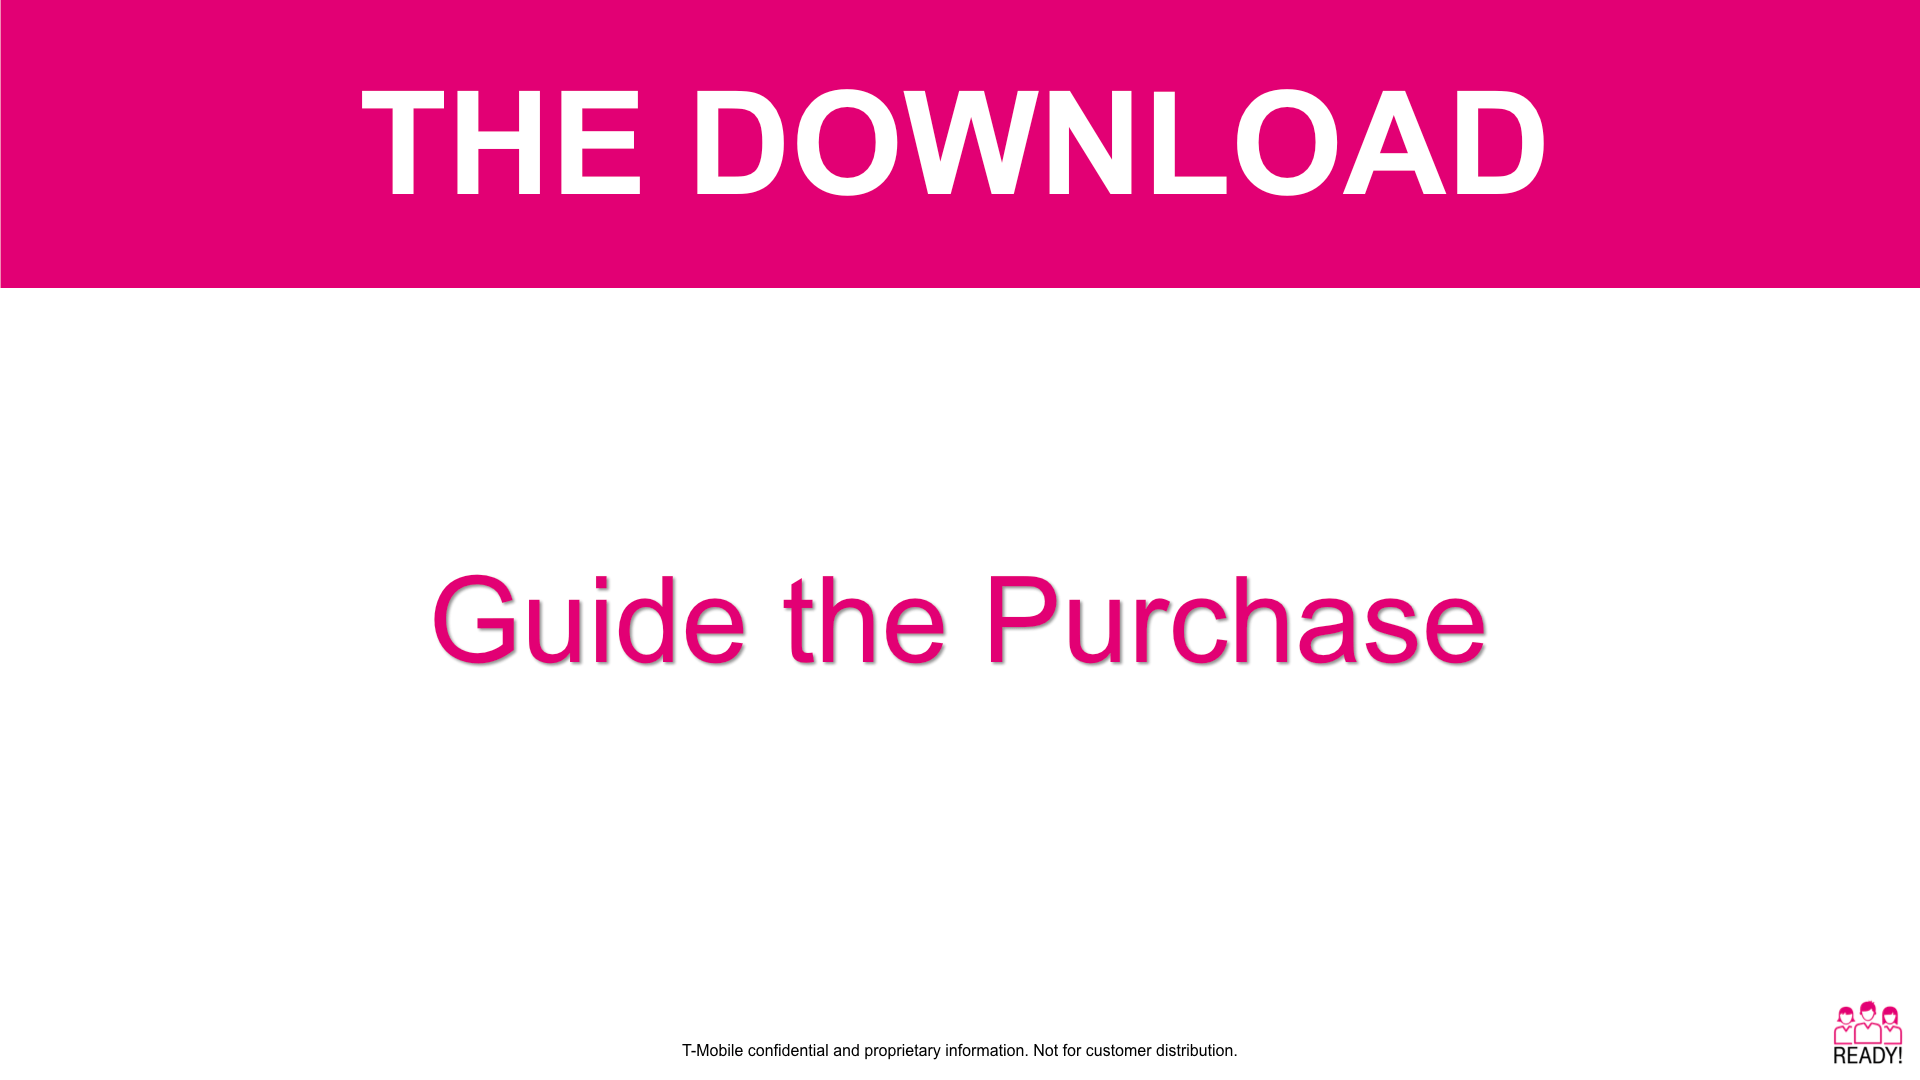 THE DOWNLOAD
Guide the Purchase
T-Mobile confidential and proprietary information. Not for customer distribution.
READY!